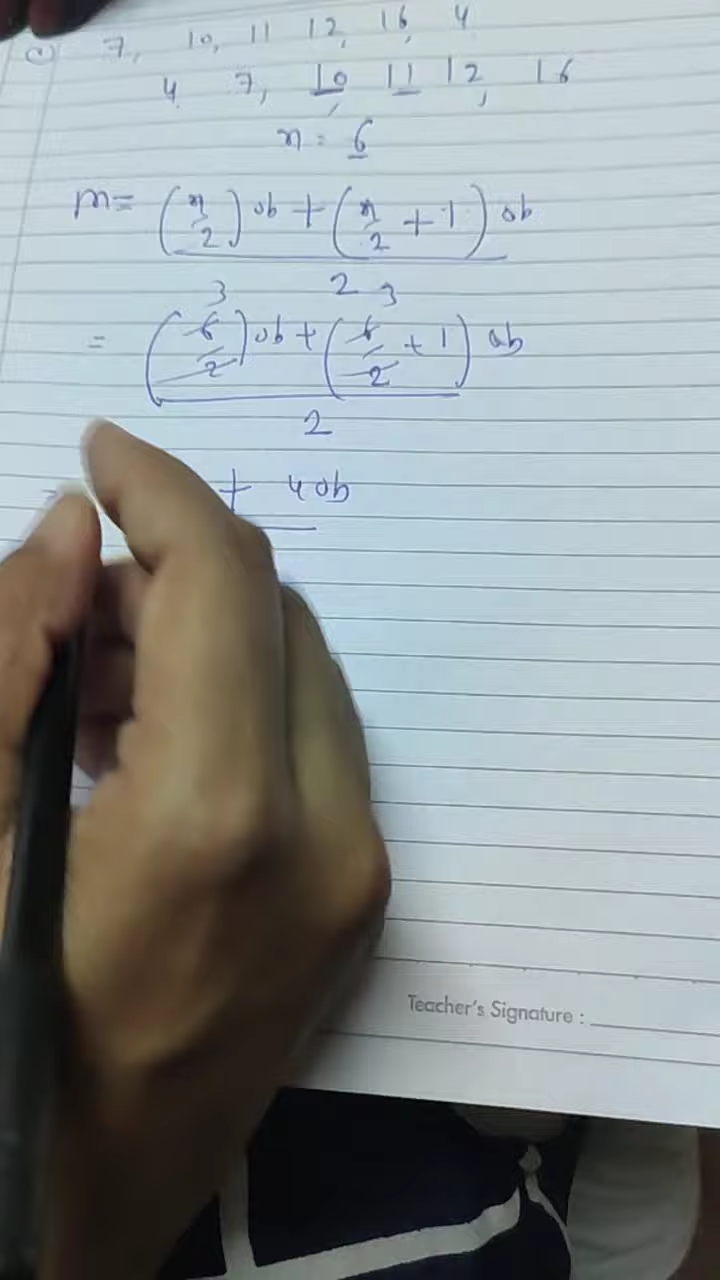 c) 7, 10, 11 12, 16, 4
4 7, 10, 11 12, 16
n = 6
M = (n/2) ob + (n/2 + 1) ob
2
3 3
= (6/2) ob + (6/2 + 1) ob
2
= + 4 ob
Teacher's Signature :